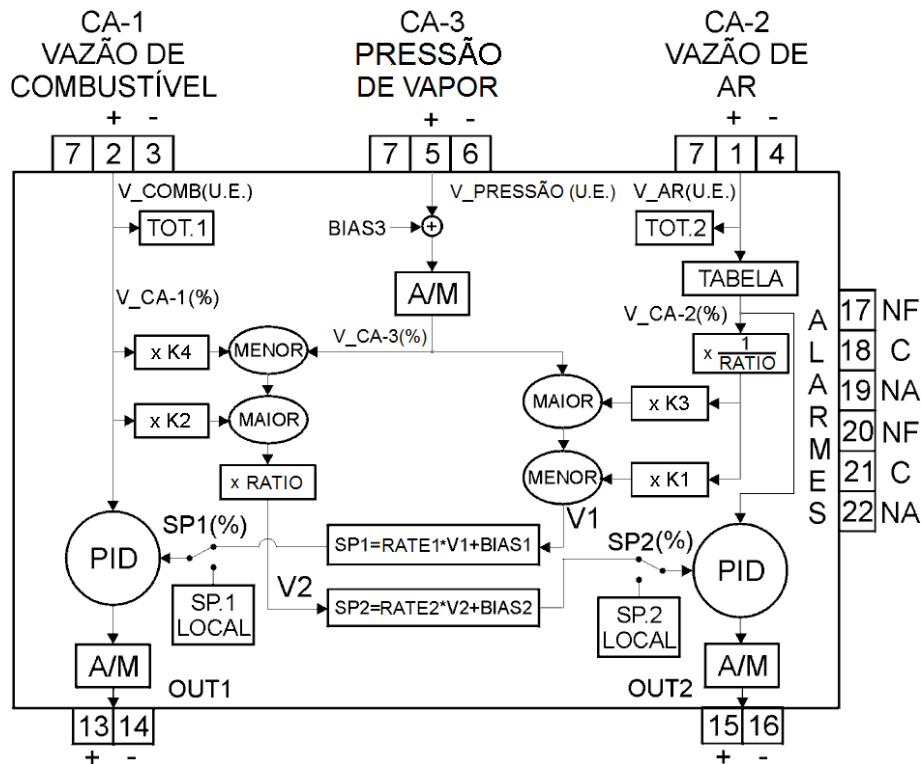 CA-1
VAZÃO DE
COMBUSTÍVEL
+ -
7 2 3
CA-3
PRESSÃO
DE VAPOR
+ -
7 5 6
CA-2
VAZÃO DE
AR
+ -
7 1 4
V_COMB(U.E.)
TOT.1
V_PRESSÃO (U.E.)
BIAS3
+
A/M
V_AR(U.E.)
TOT.2
TABELA
V_CA-1(%)
V_CA-3(%)
V_CA-2(%)
x 1
RATIO
x K4
MENOR
MAIOR
x K3
x K2
MAIOR
x RATIO
MENOR
x K1
V1
SP1(%)
PID
SP1=RATE1*V1+BIAS1
SP2(%)
PID
V2
SP2=RATE2*V2+BIAS2
SP.1
LOCAL
SP.2
LOCAL
A/M
OUT1
OUT2
A/M
13 14
+ -
15 16
+ -
A
L
A
R
M
E
S
17 NF
18 C
19 NA
20 NF
21 C
22 NA